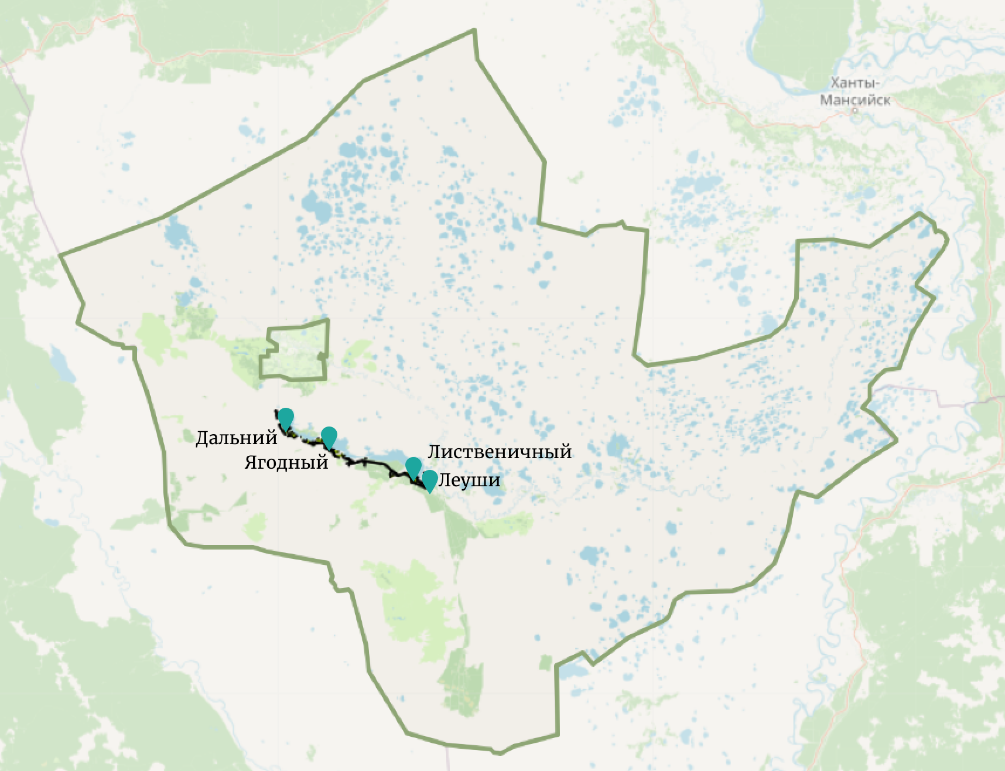 Ханты-
Мансийск
Дальний
Ягодный
Лиственичный
Леуши